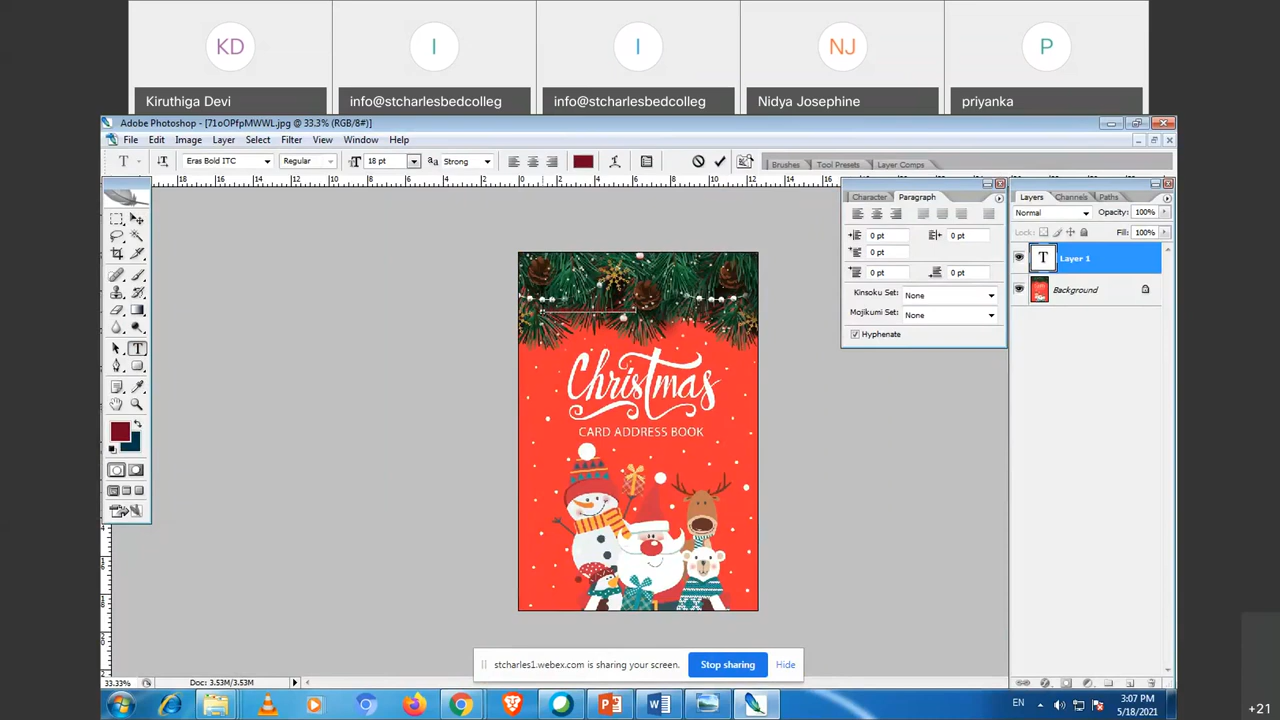 KD
I
I
NJ
P
Kiruthiga Devi
info@stcharlesbedcolleg
info@stcharlesbedcolleg
Nidya Josephine
priyanka
Adobe Photoshop - [71oOPfpMWWL.jpg @ 33.3% (RGB/8#)]
File Edit Image Layer Select Filter View Window Help
T Eras Bold ITC Regular 18 pt aa Strong
Brushes Tool Presets Layer Comps
Character Paragraph
Layers Channels Paths
Normal Opacity: 100%
Lock: Fill: 100%
0 pt 0 pt
0 pt
0 pt 0 pt
Kinsoku Set: None
Mojikumi Set: None
Hyphenate
T Layer 1
Background
Christmas
CARD ADDRESS BOOK
stcharles1.webex.com is sharing your screen. Stop sharing Hide
33.33% Doc: 3.53M/3.53M
EN 3:07 PM
5/18/2021
+21